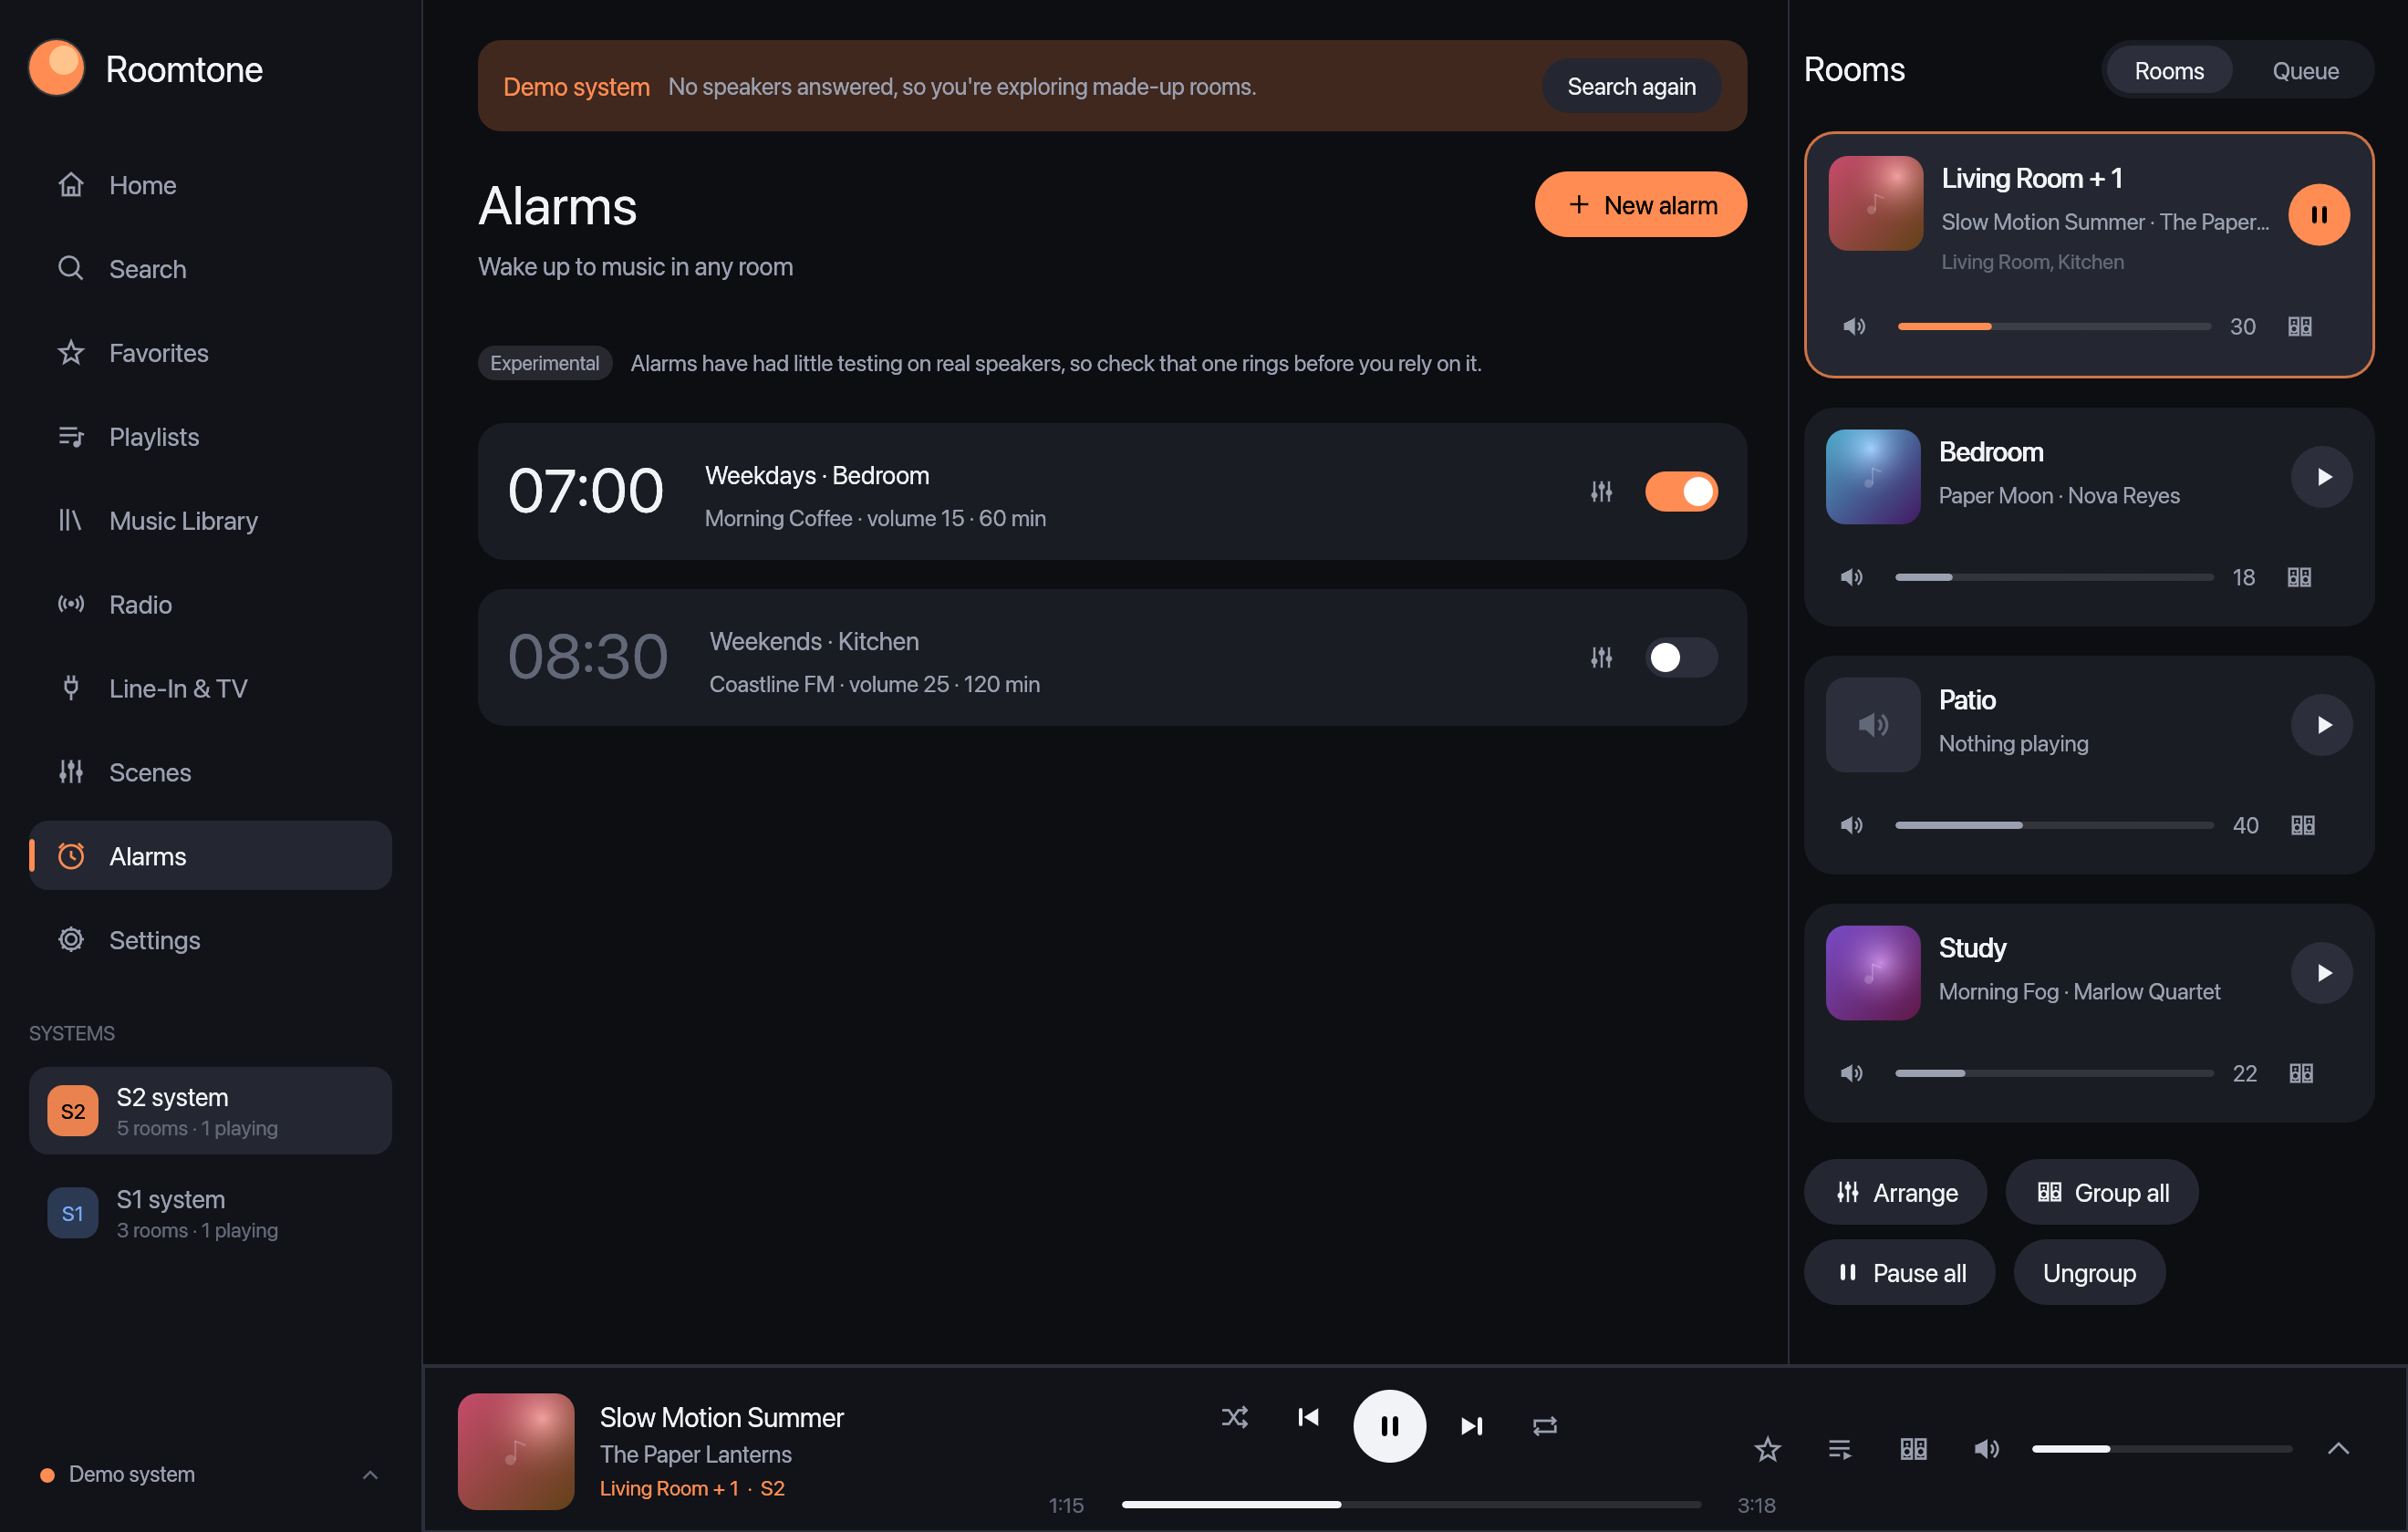 Roomtone
Home
Search
Favorites
Playlists
Music Library
Radio
Line-In & TV
Scenes
Alarms
Settings
SYSTEMS
S2
S2 system
5 rooms · 1 playing
S1
S1 system
3 rooms · 1 playing
Demo system
Demo system No speakers answered, so you're exploring made-up rooms. Search again
Alarms
New alarm
Wake up to music in any room
Experimental Alarms have had little testing on real speakers, so check that one rings before you rely on it.
07:00
Weekdays · Bedroom
Morning Coffee · volume 15 · 60 min
08:30
Weekends · Kitchen
Coastline FM · volume 25 · 120 min
Rooms
Rooms Queue
Living Room + 1
Slow Motion Summer · The Paper...
Living Room, Kitchen
30
Bedroom
Paper Moon · Nova Reyes
18
Patio
Nothing playing
40
Study
Morning Fog · Marlow Quartet
22
Arrange Group all
Pause all Ungroup
Slow Motion Summer
The Paper Lanterns
Living Room + 1 · S2
1:15 3:18